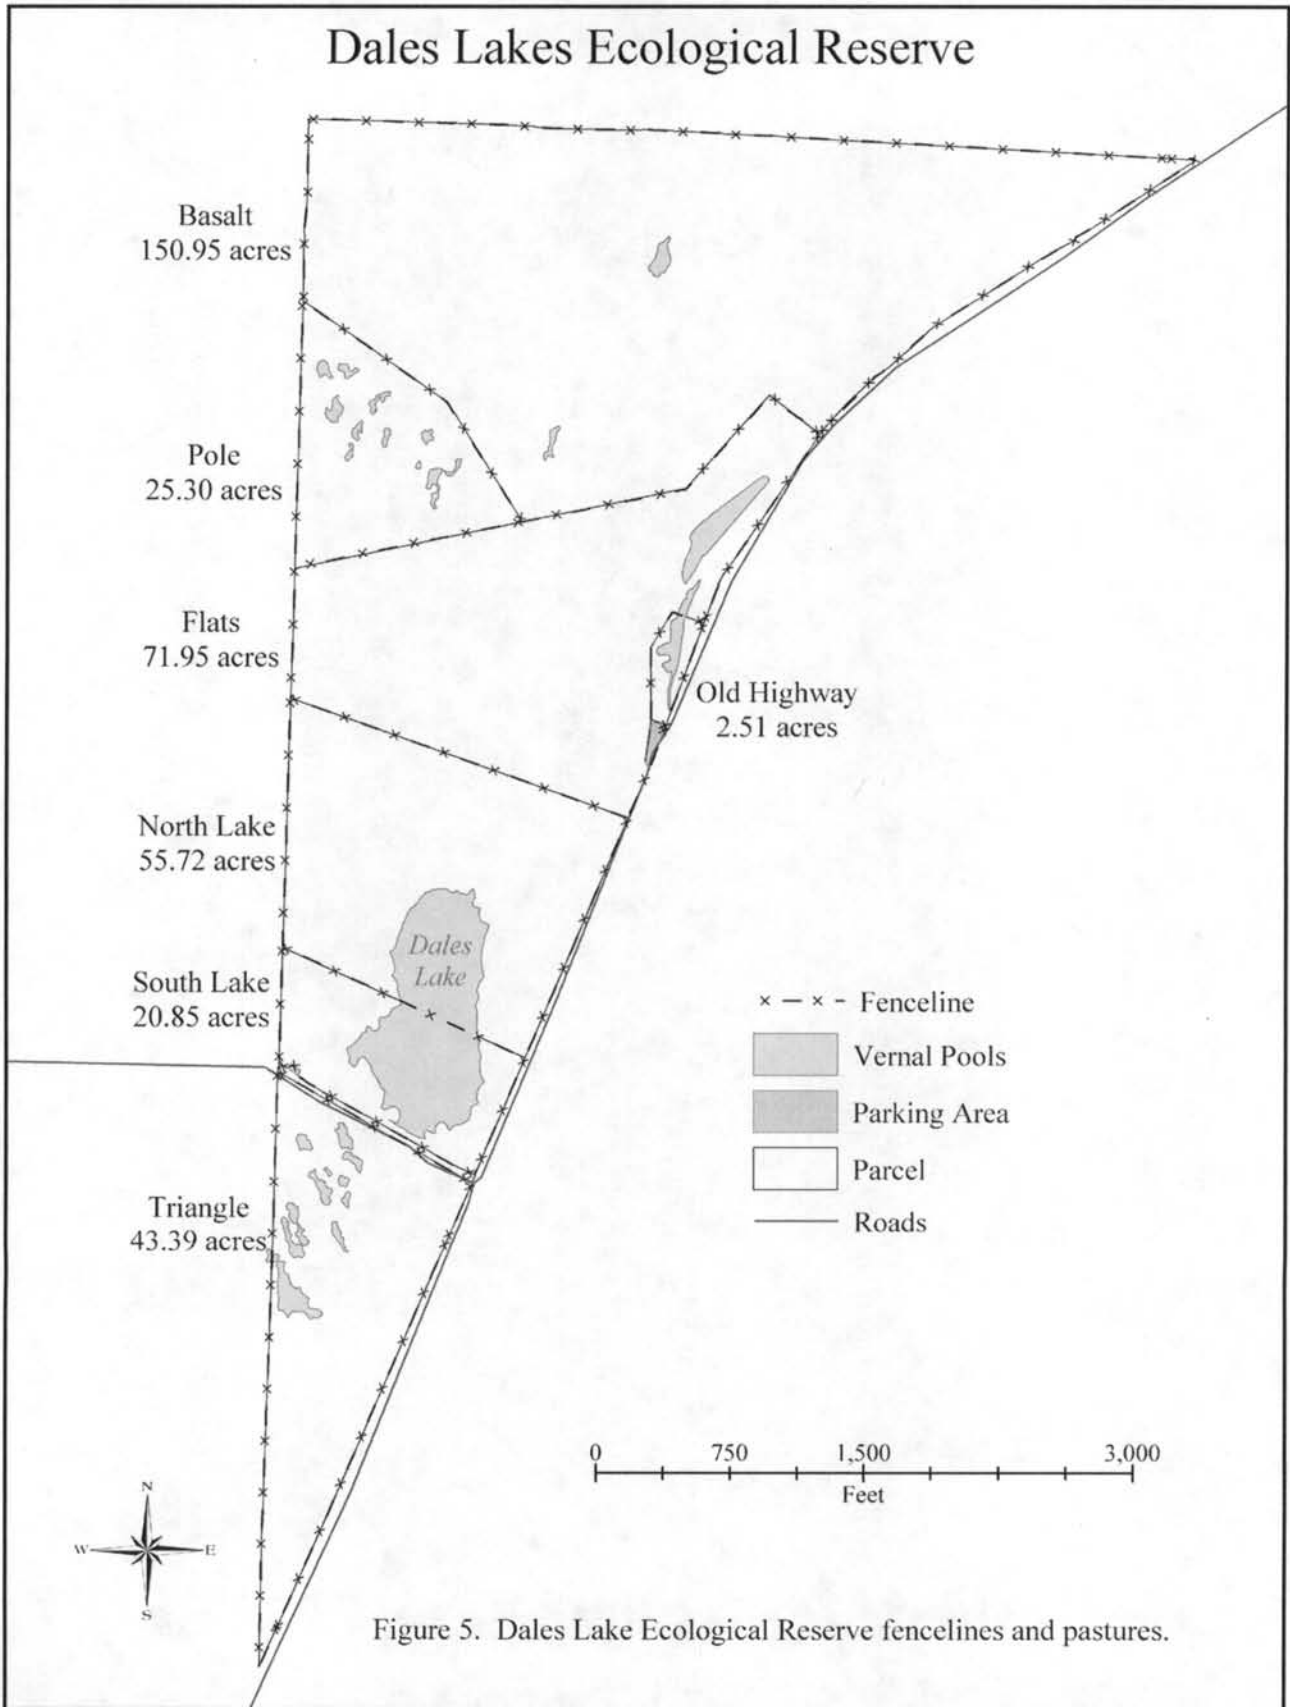 Dales Lakes Ecological Reserve
Basalt
150.95 acres
Pole
25.30 acres
Flats
71.95 acres
Old Highway
2.51 acres
North Lake
55.72 acres
Dales
Lake
South Lake
20.85 acres
Fenceline
Vernal Pools
Parking Area
Parcel
Roads
Triangle
43.39 acres
0 750 1,500 3,000
Feet
N
W E
S
Figure 5. Dales Lake Ecological Reserve fencelines and pastures.